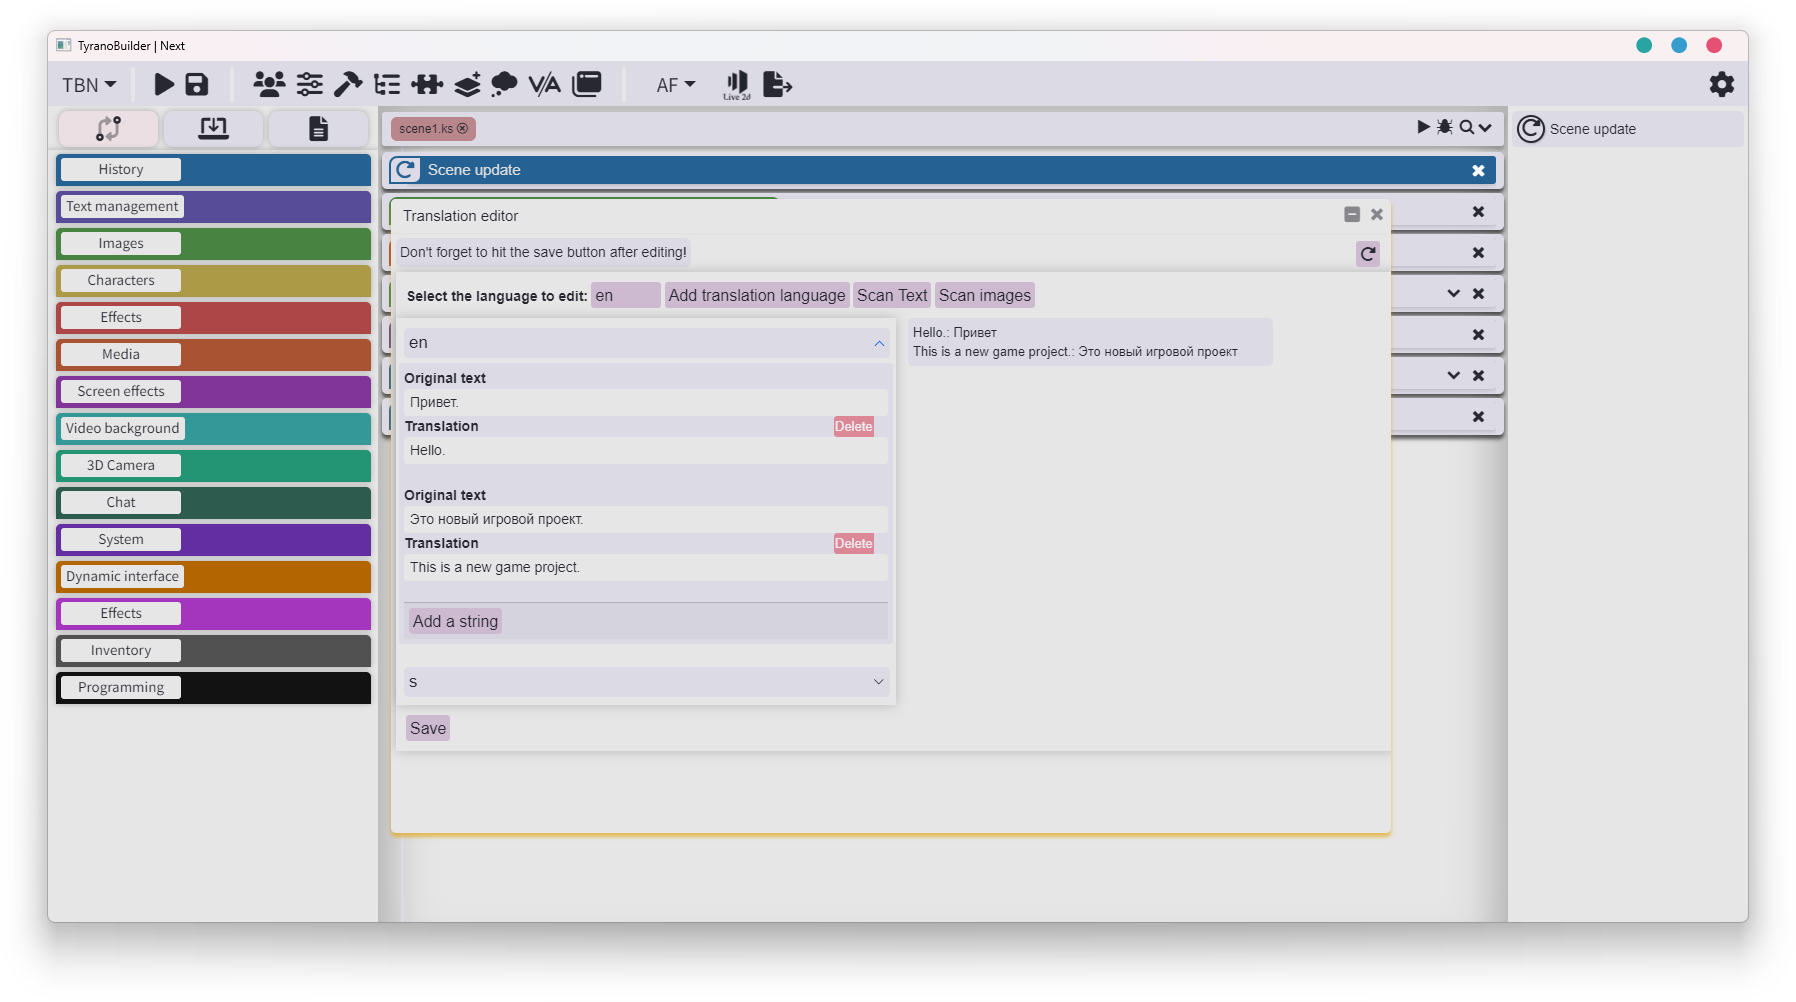 TyranoBuilder | Next
TBN
V/A
AF
Live 2d
scene1.ks
Scene update
History
Text management
Images
Characters
Effects
Media
Screen effects
Video background
3D Camera
Chat
System
Dynamic interface
Effects
Inventory
Programming
Scene update
Translation editor
Don't forget to hit the save button after editing!
Select the language to edit: en Add translation language Scan Text Scan images
en
Original text
Привет.
Translation Delete
Hello.
Original text
Это новый игровой проект.
Translation Delete
This is a new game project.
Add a string
s
Save
Hello.: Привет
This is a new game project.: Это новый игровой проект